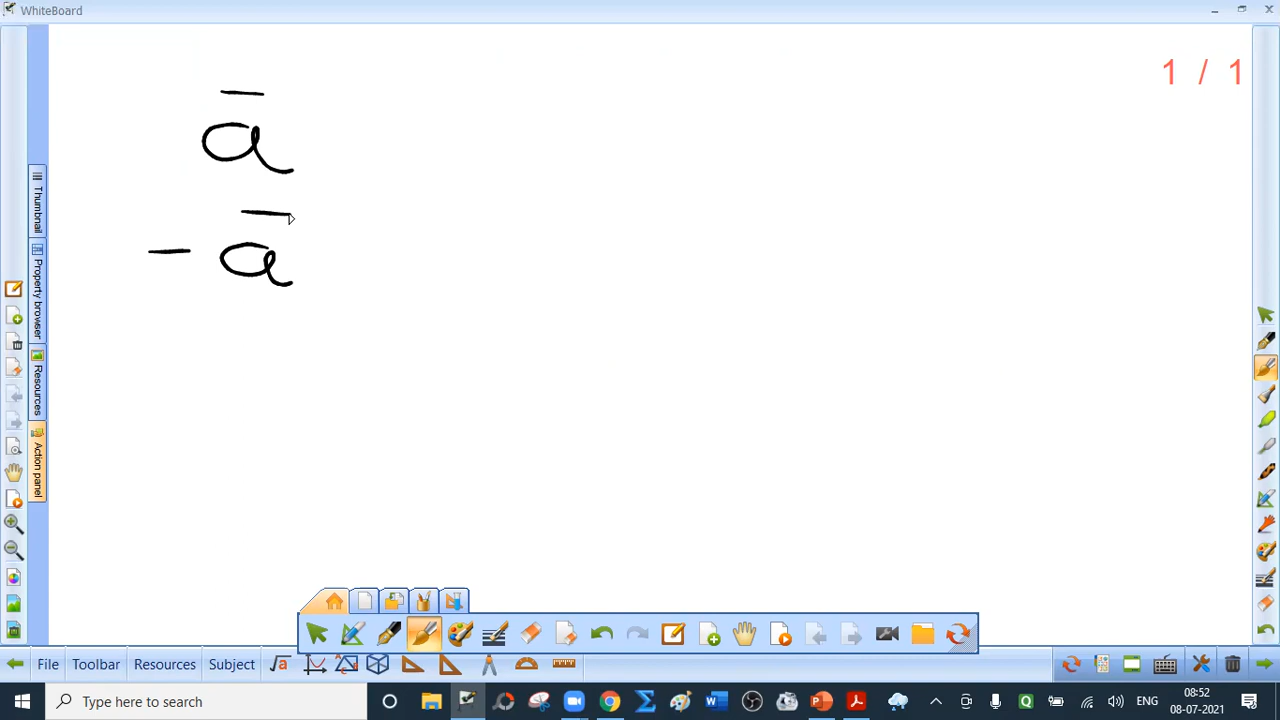 WhiteBoard
1 / 1
ā
- ā
Thumbnail
Property browser
Resources
Action panel
File Toolbar Resources Subject
Type here to search
ENG
08:52
08-07-2021